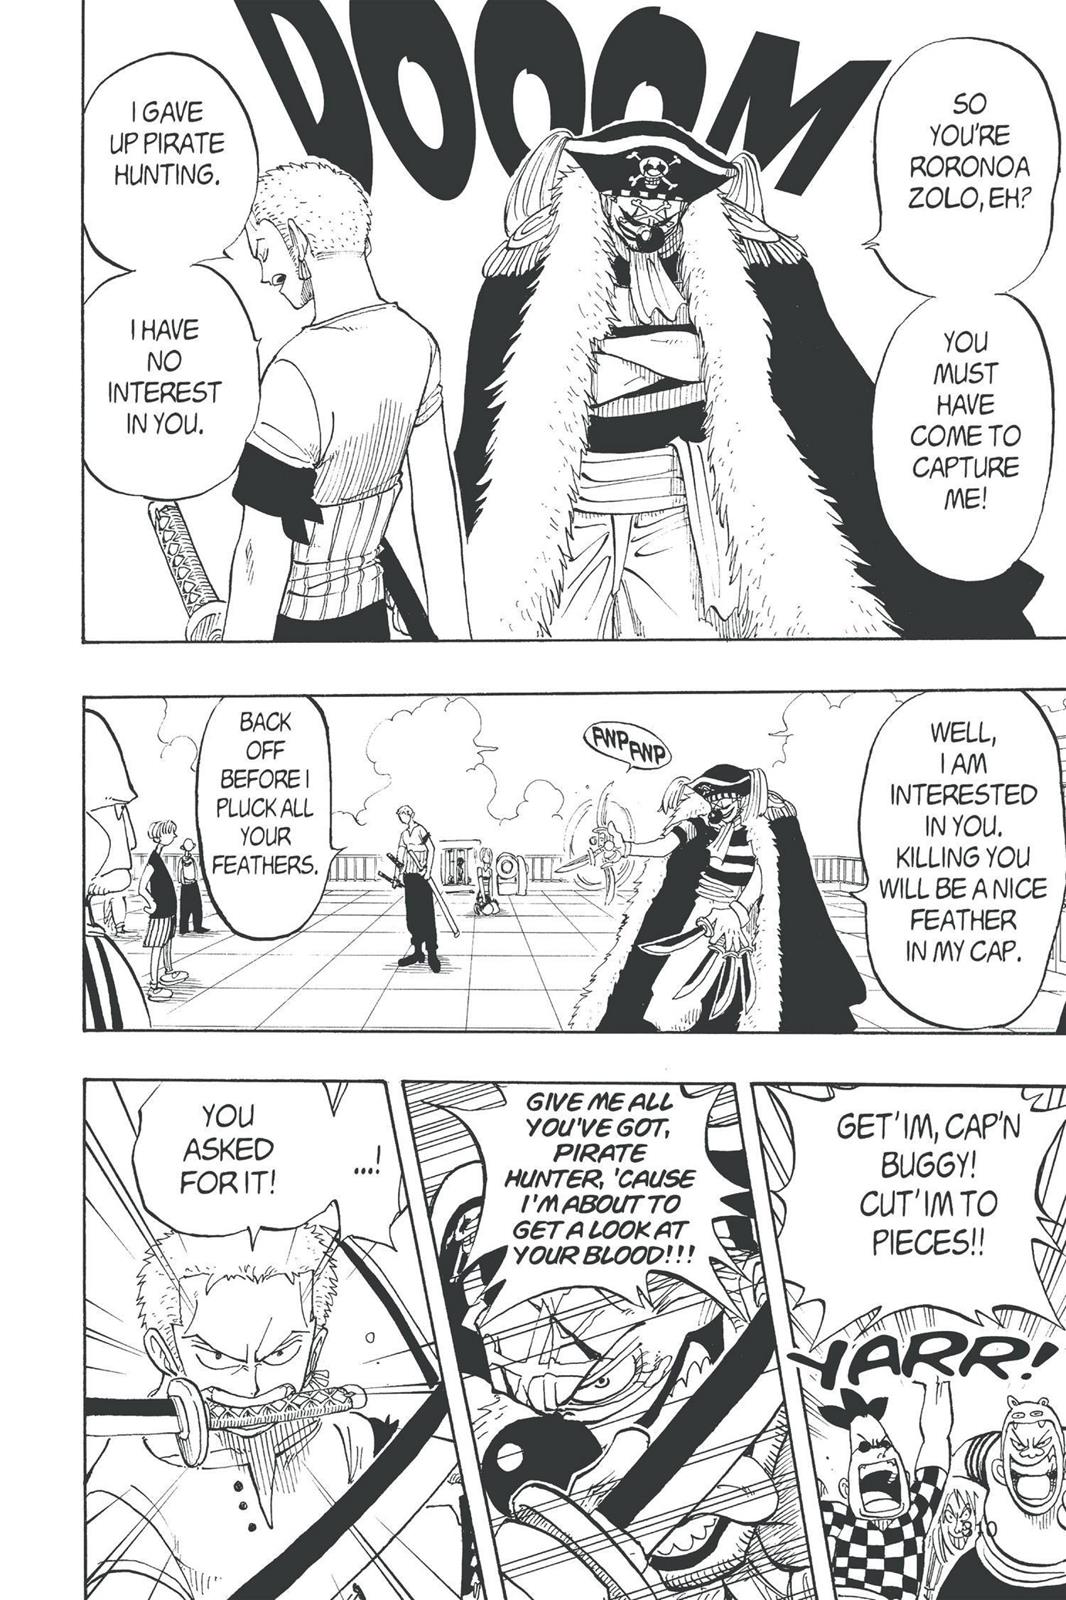 DOOOM
SO
YOU'RE
RORONOA
ZOLO, EH?
YOU
MUST
HAVE
COME TO
CAPTURE
ME!
I GAVE
UP PIRATE
HUNTING.
I HAVE
NO
INTEREST
IN YOU.
WELL,
I AM
INTERESTED
IN YOU.
KILLING YOU
WILL BE A NICE
FEATHER
IN MY CAP.
FWP FWP
BACK
OFF
BEFORE I
PLUCK ALL
YOUR
FEATHERS.
GET 'IM, CAP'N
BUGGY!
CUT 'IM TO
PIECES!!
YARR!
GIVE ME ALL
YOU'VE GOT,
PIRATE
HUNTER, 'CAUSE
I'M ABOUT TO
GET A LOOK AT
YOUR BLOOD!!!
...!
YOU
ASKED
FOR IT!
310